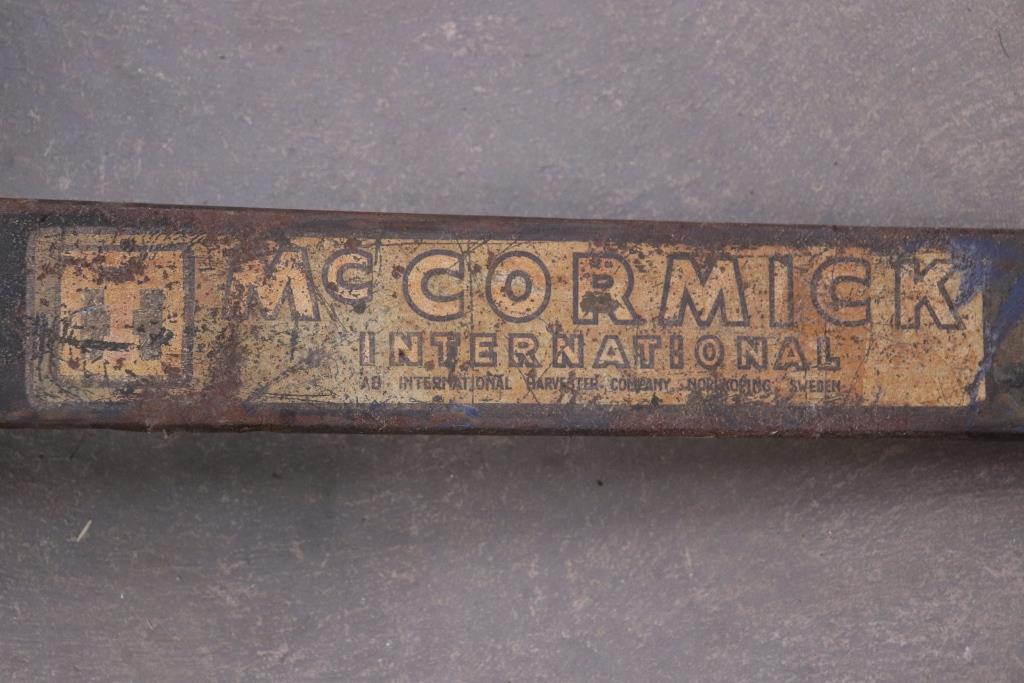 McCORMICK
INTERNATIONAL
AB INTERNATIONAL HARVESTER COMPANY, NORRKÖPING, SWEDEN